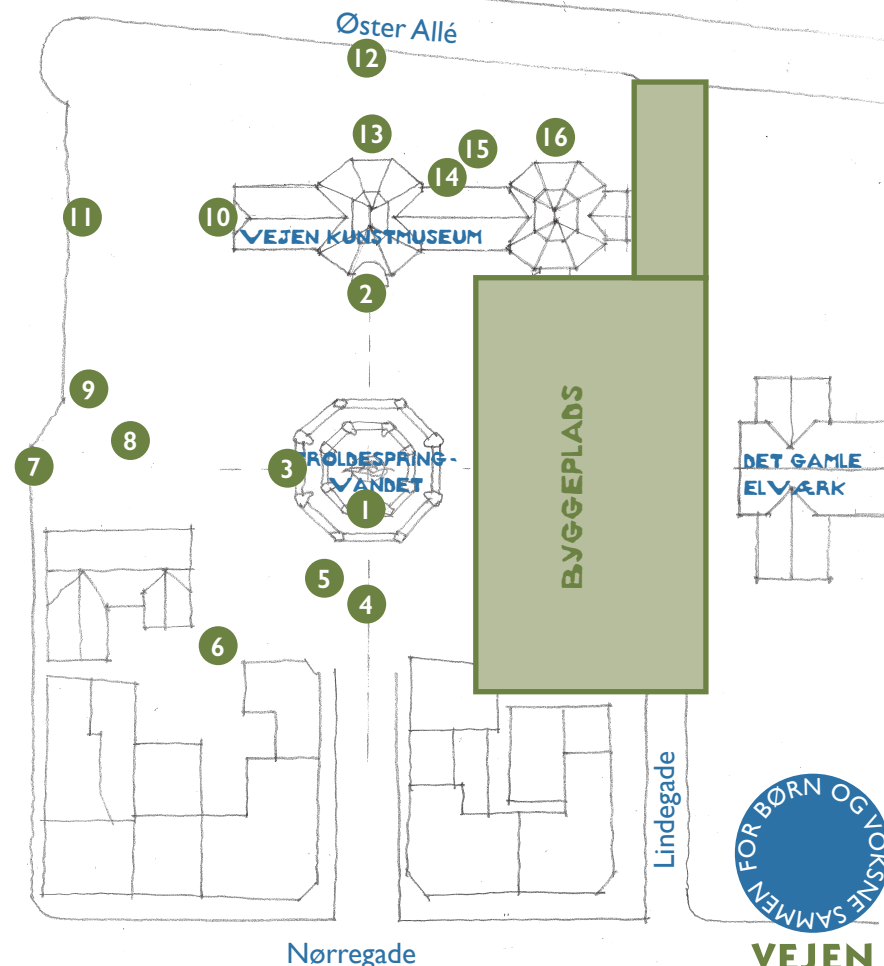 Øster Allé
12
13
16
15
14
11
10
VEJEN KUNSTMUSEUM
2
9
8
7
3
TROLDESPRING-
VANDET
1
BYGGEPLADS
DET GAMLE
ELVÆRK
5
4
6
Lindegade
FOR BØRN OG VOKSNE SAMMEN
VEJEN
Nørregade